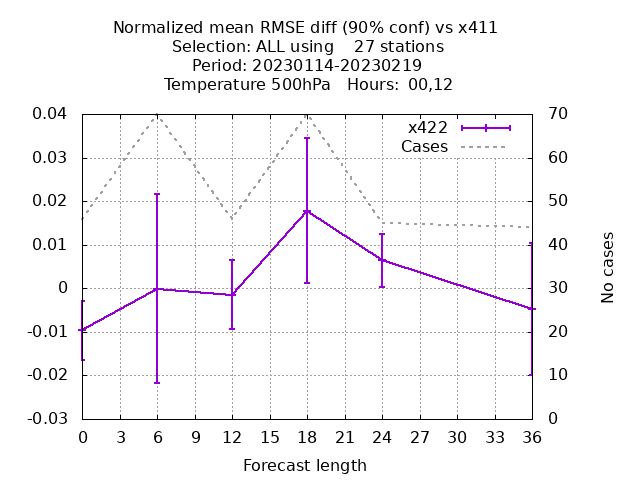 Normalized mean RMSE diff (90% conf) vs x411
Selection: ALL using    27 stations
Period: 20230114-20230219
Temperature 500hPa   Hours:  00,12
x422
Cases
0.04
0.03
0.02
0.01
0
-0.01
-0.02
-0.03
70
60
50
40
30
20
10
0
No cases
0 3 6 9 12 15 18 21 24 27 30 33 36
Forecast length